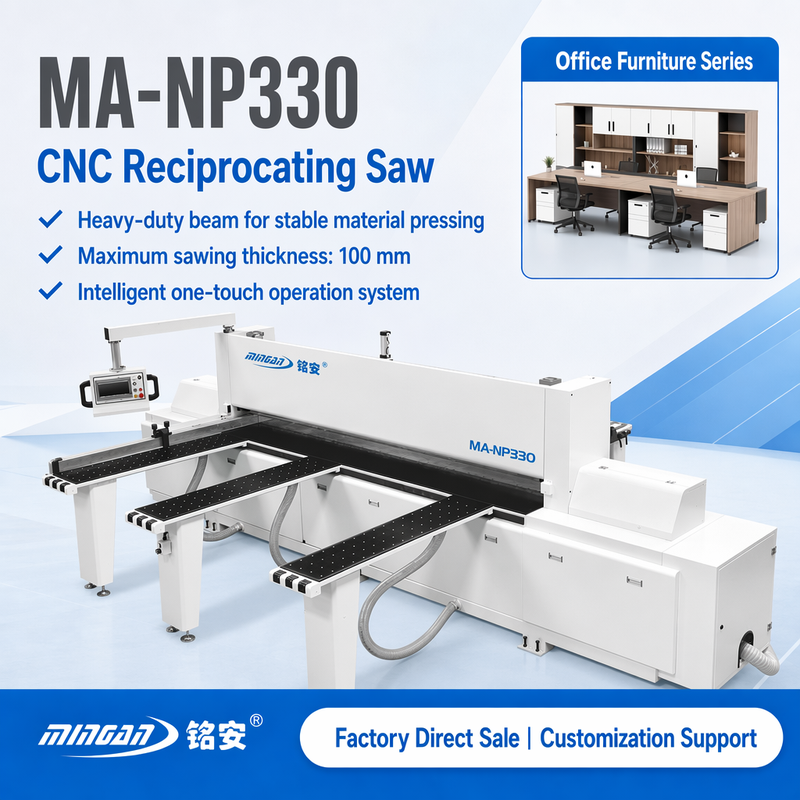 MA-NP330
CNC Reciprocating Saw
Heavy-duty beam for stable material pressing
Maximum sawing thickness: 100 mm
Intelligent one-touch operation system
Office Furniture Series
MINGAN 铭安®
MA-NP330
MINGAN 铭安®
Factory Direct Sale | Customization Support